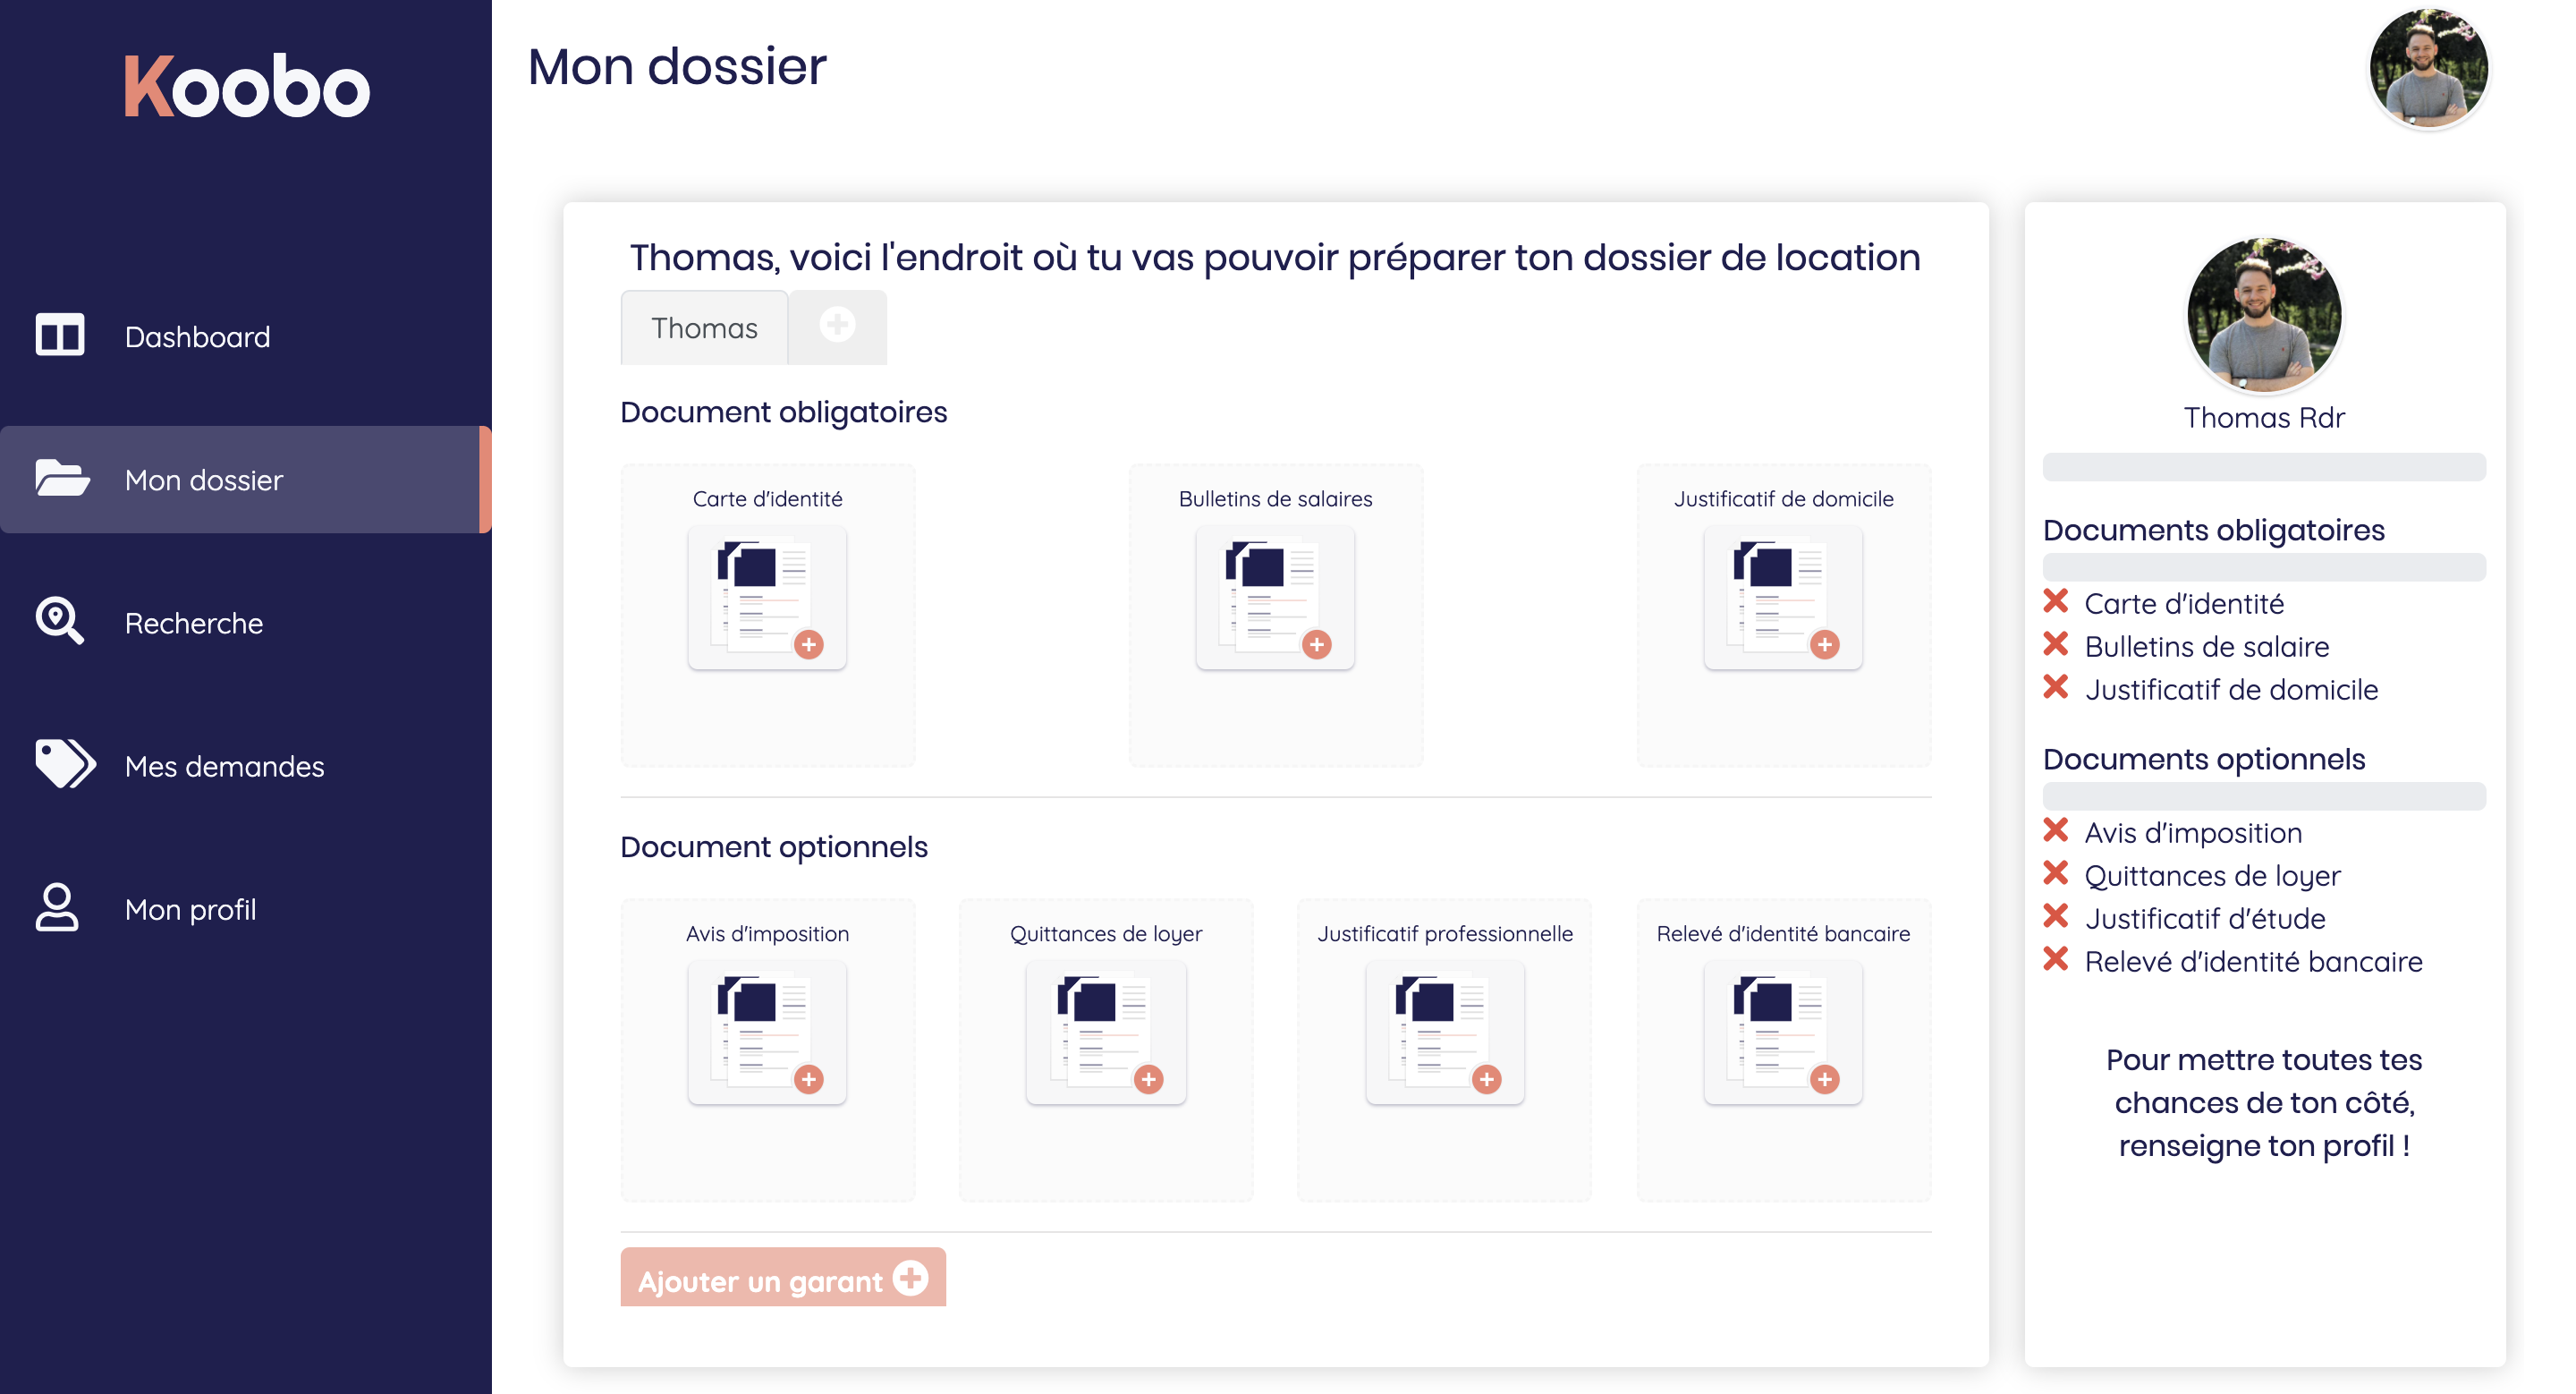 Koobo
Dashboard
Mon dossier
Recherche
Mes demandes
Mon profil
Mon dossier
Thomas, voici l'endroit où tu vas pouvoir préparer ton dossier de location
Thomas
Document obligatoires
Carte d'identité
Bulletins de salaires
Justificatif de domicile
Document optionnels
Avis d'imposition
Quittances de loyer
Justificatif professionnelle
Relevé d'identité bancaire
Ajouter un garant
Thomas Rdr
Documents obligatoires
Carte d'identité
Bulletins de salaire
Justificatif de domicile
Documents optionnels
Avis d'imposition
Quittances de loyer
Justificatif d'étude
Relevé d'identité bancaire
Pour mettre toutes tes
chances de ton côté,
renseigne ton profil !